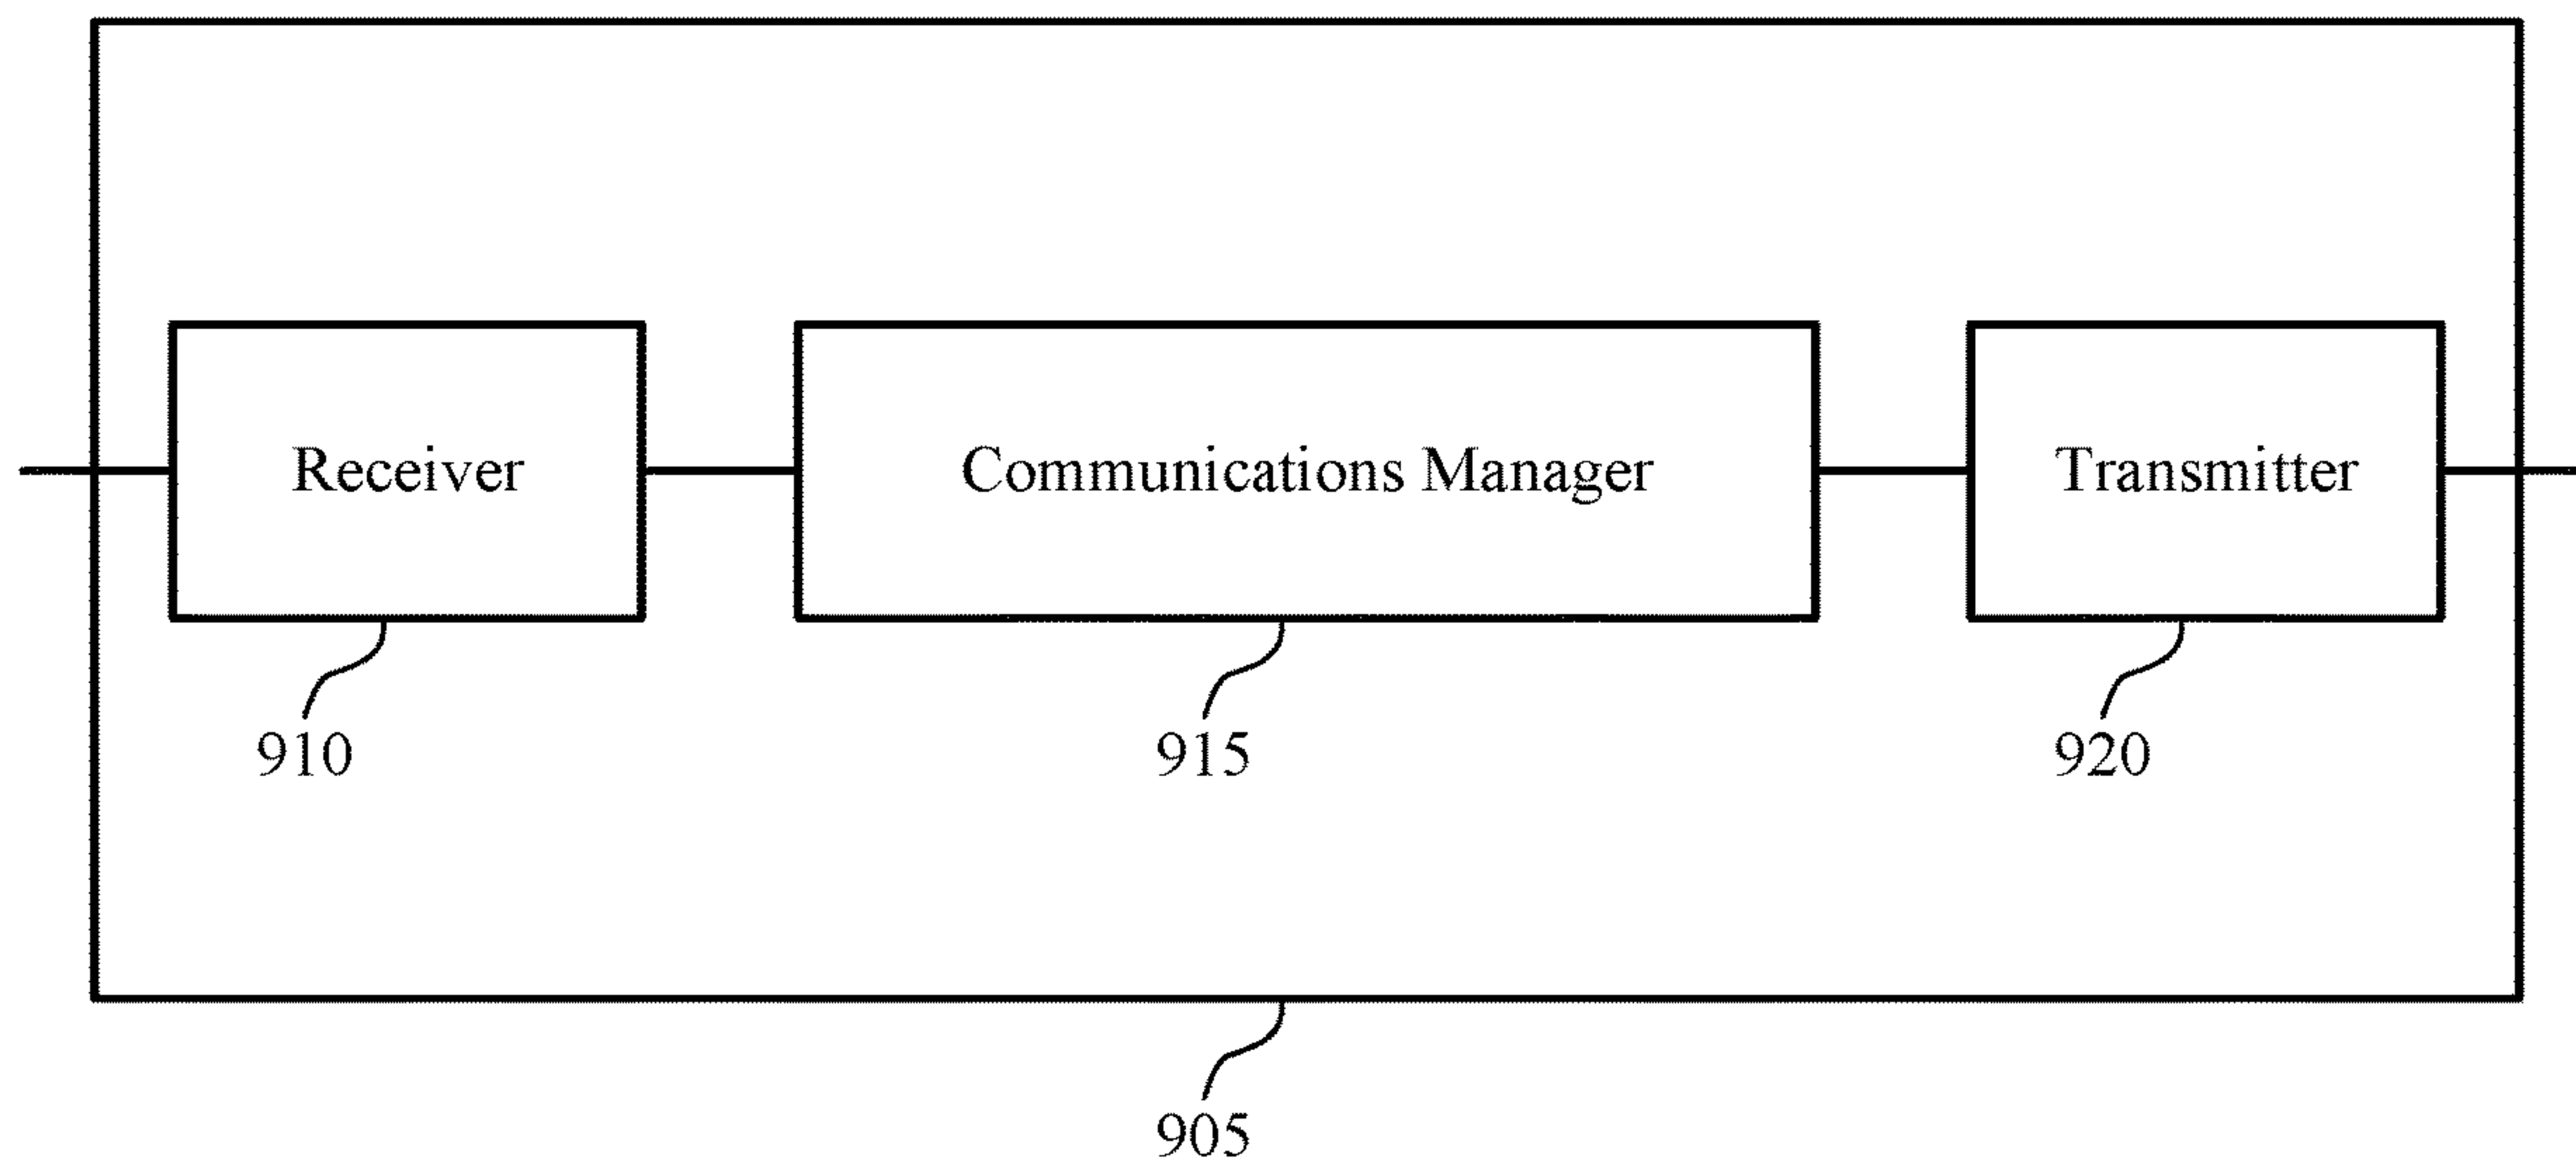 Receiver
Communications Manager
Transmitter
910
915
920
905